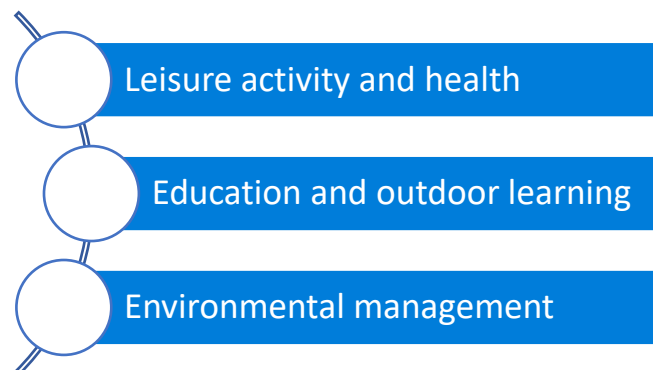 Leisure activity and health
Education and outdoor learning
Environmental management